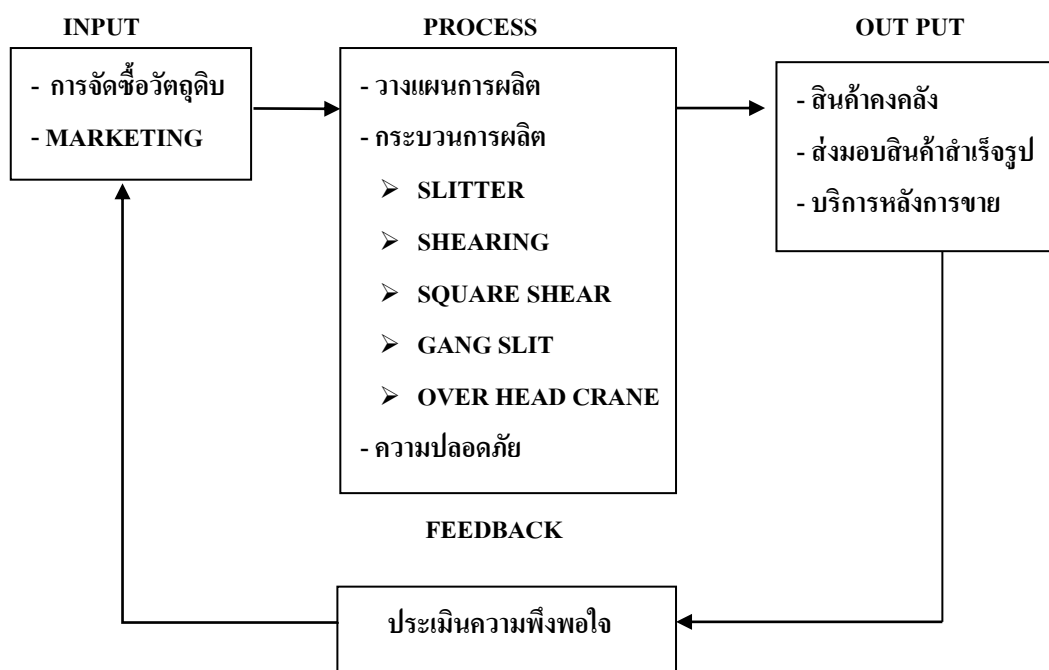 INPUT
- การจัดซื้อวัตถุดิบ
- MARKETING
PROCESS
- วางแผนการผลิต
- กระบวนการผลิต
➢ SLITTER
➢ SHEARING
➢ SQUARE SHEAR
➢ GANG SLIT
➢ OVER HEAD CRANE
- ความปลอดภัย
OUT PUT
- สินค้าคงคลัง
- ส่งมอบสินค้าสำเร็จรูป
- บริการหลังการขาย
FEEDBACK
ประเมินความพึงพอใจ